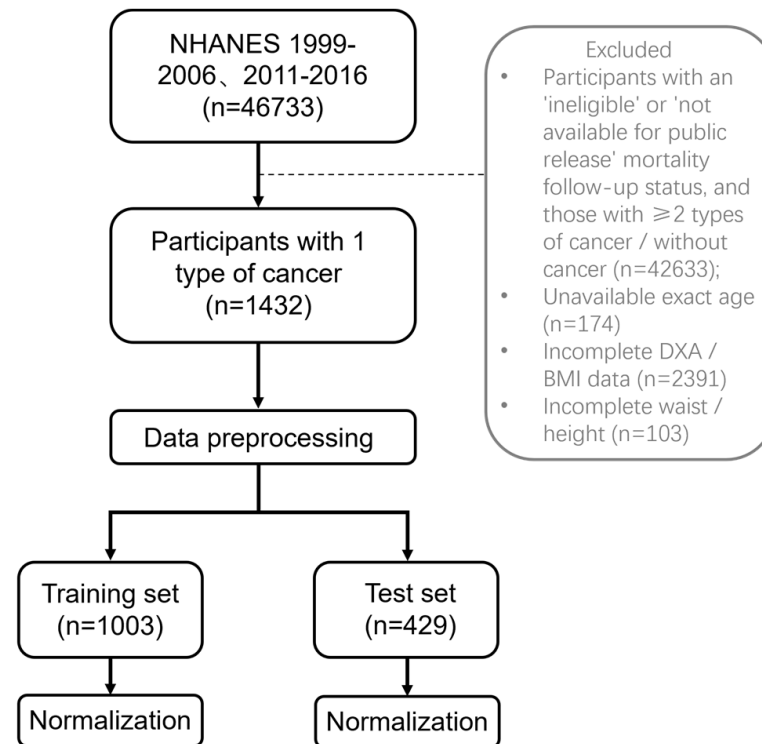 NHANES 1999-
2006、2011-2016
(n=46733)
Excluded
• Participants with an
'ineligible' or 'not
available for public
release' mortality
follow-up status, and
those with ≥2 types
of cancer / without
cancer (n=42633);
• Unavailable exact age
(n=174)
• Incomplete DXA /
BMI data (n=2391)
• Incomplete waist /
height (n=103)
Participants with 1
type of cancer
(n=1432)
Data preprocessing
Training set
(n=1003)
Test set
(n=429)
Normalization
Normalization